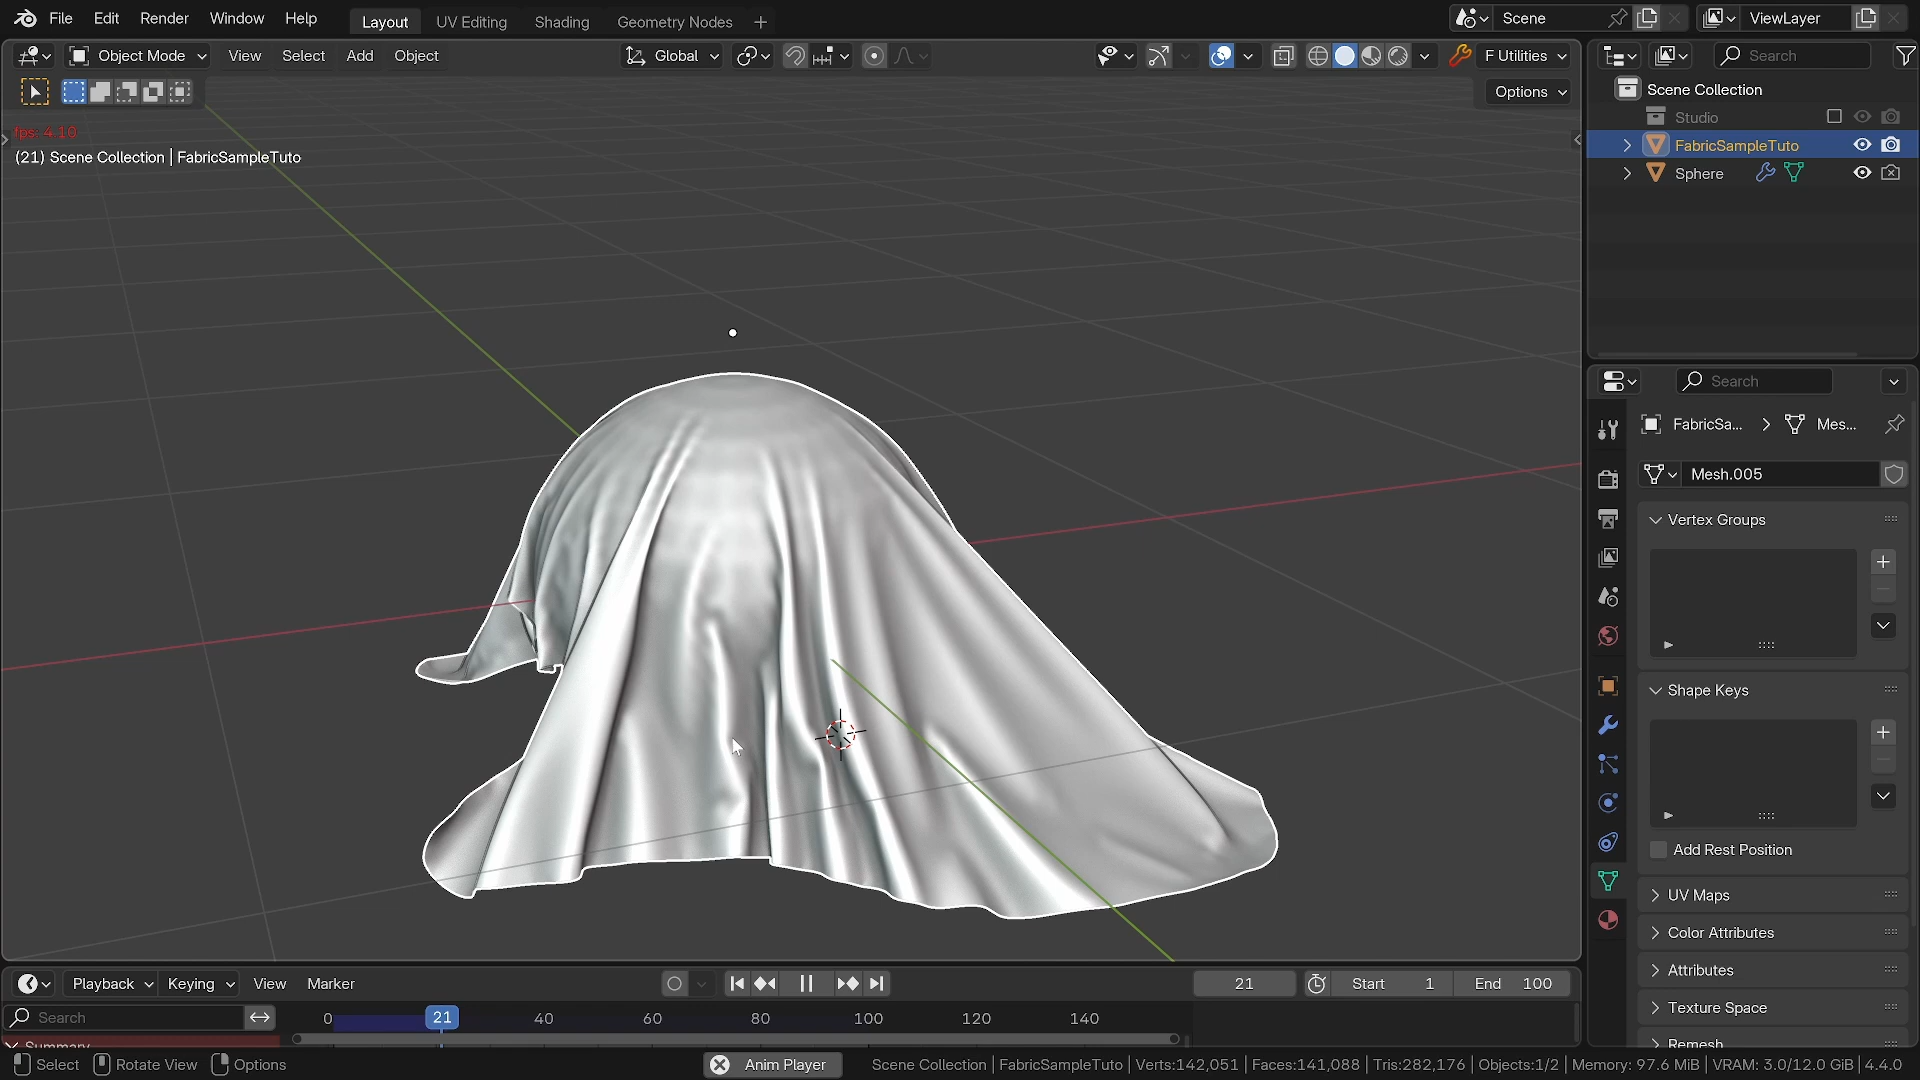 File Edit Render Window Help Layout UV Editing Shading Geometry Nodes + Scene ViewLayer
Object Mode View Select Add Object Global F Utilities Search
Options
fps: 4.10
(21) Scene Collection | FabricSampleTuto
Scene Collection
Studio
FabricSampleTuto
Sphere
Search
FabricSa... > Mes...
Mesh.005
Vertex Groups
Shape Keys
Add Rest Position
UV Maps
Color Attributes
Attributes
Texture Space
Remesh
Playback Keying View Marker 21 Start 1 End 100
Search 0 21 40 60 80 100 120 140
Summary
Select Rotate View Options Anim Player Scene Collection | FabricSampleTuto | Verts:142,051 | Faces:141,088 | Tris:282,176 | Objects:1/2 | Memory: 97.6 MiB | VRAM: 3.0/12.0 GiB | 4.4.0